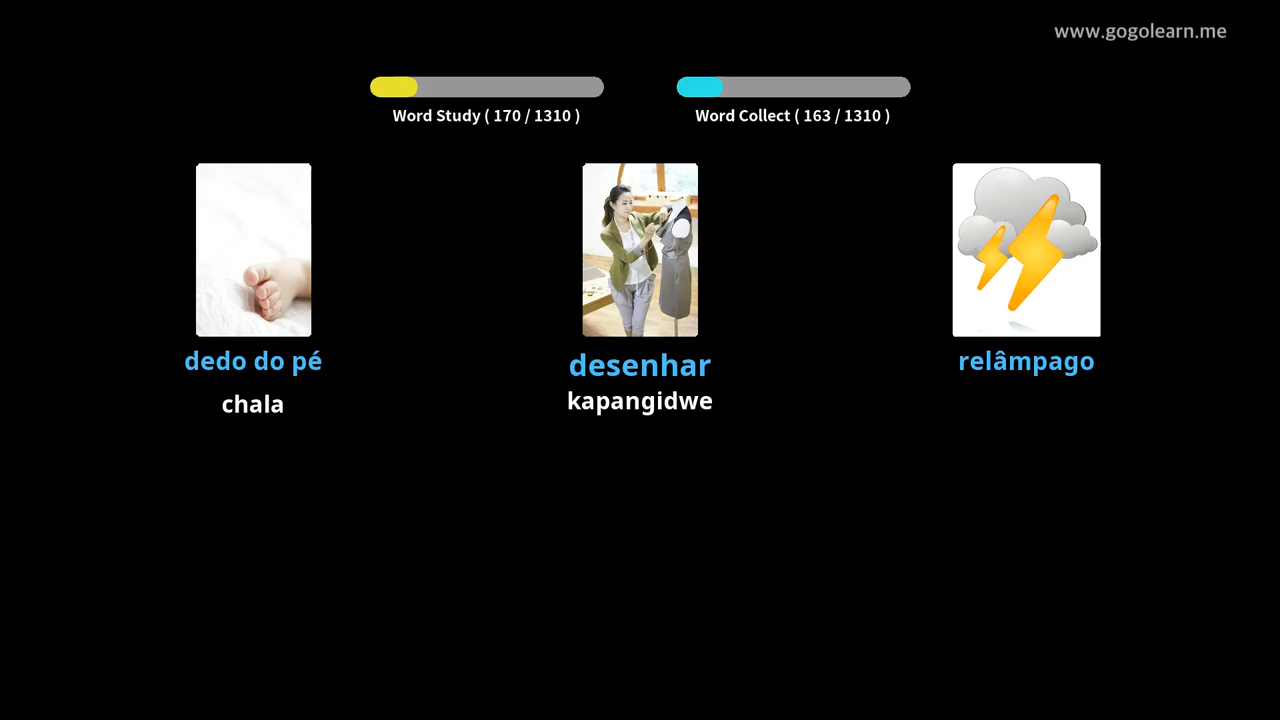 www.gogolearn.me
Word Study ( 170 / 1310 )
Word Collect ( 163 / 1310 )
dedo do pé
chala
desenhar
kapangidwe
relâmpago